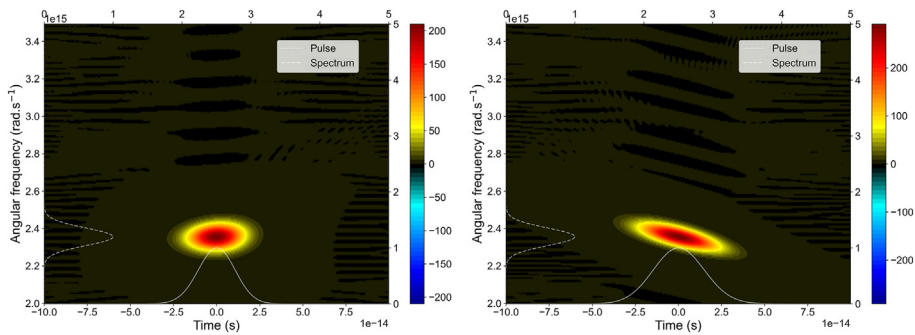 0 1 2 3 4 5
1e15
3.4
3.2
3.0
2.8
2.6
2.4
2.2
2.0
Angular frequency (rad.s⁻¹)
Pulse
Spectrum
5
4
3
2
1
0
200
150
100
50
0
−50
−100
−150
−200
−10.0 −7.5 −5.0 −2.5 0.0 2.5 5.0 7.5 10.0
Time (s)
1e−14
0 1 2 3 4 5
1e15
3.4
3.2
3.0
2.8
2.6
2.4
2.2
2.0
Angular frequency (rad.s⁻¹)
Pulse
Spectrum
5
4
3
2
1
0
200
100
0
−100
−200
−10.0 −7.5 −5.0 −2.5 0.0 2.5 5.0 7.5 10.0
Time (s)
1e−14